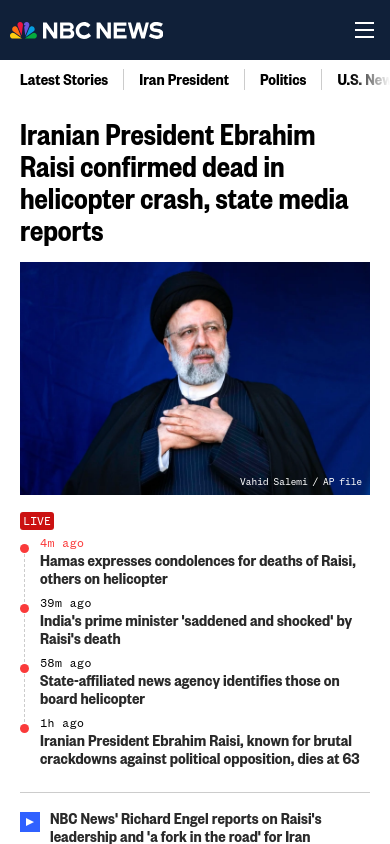 NBC NEWS
Latest Stories
Iran President
Politics
U.S. New
Iranian President Ebrahim
Raisi confirmed dead in
helicopter crash, state media
reports
Vahid Salemi / AP file
LIVE
4m ago
Hamas expresses condolences for deaths of Raisi,
others on helicopter
39m ago
India's prime minister 'saddened and shocked' by
Raisi's death
58m ago
State-affiliated news agency identifies those on
board helicopter
1h ago
Iranian President Ebrahim Raisi, known for brutal
crackdowns against political opposition, dies at 63
NBC News' Richard Engel reports on Raisi's
leadership and 'a fork in the road' for Iran